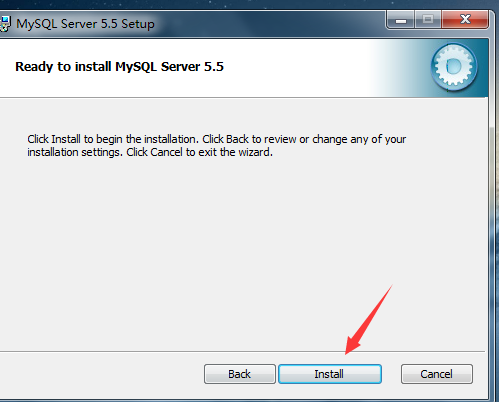 MySQL Server 5.5 Setup
Ready to install MySQL Server 5.5
Click Install to begin the installation. Click Back to review or change any of your
installation settings. Click Cancel to exit the wizard.
Back Install Cancel